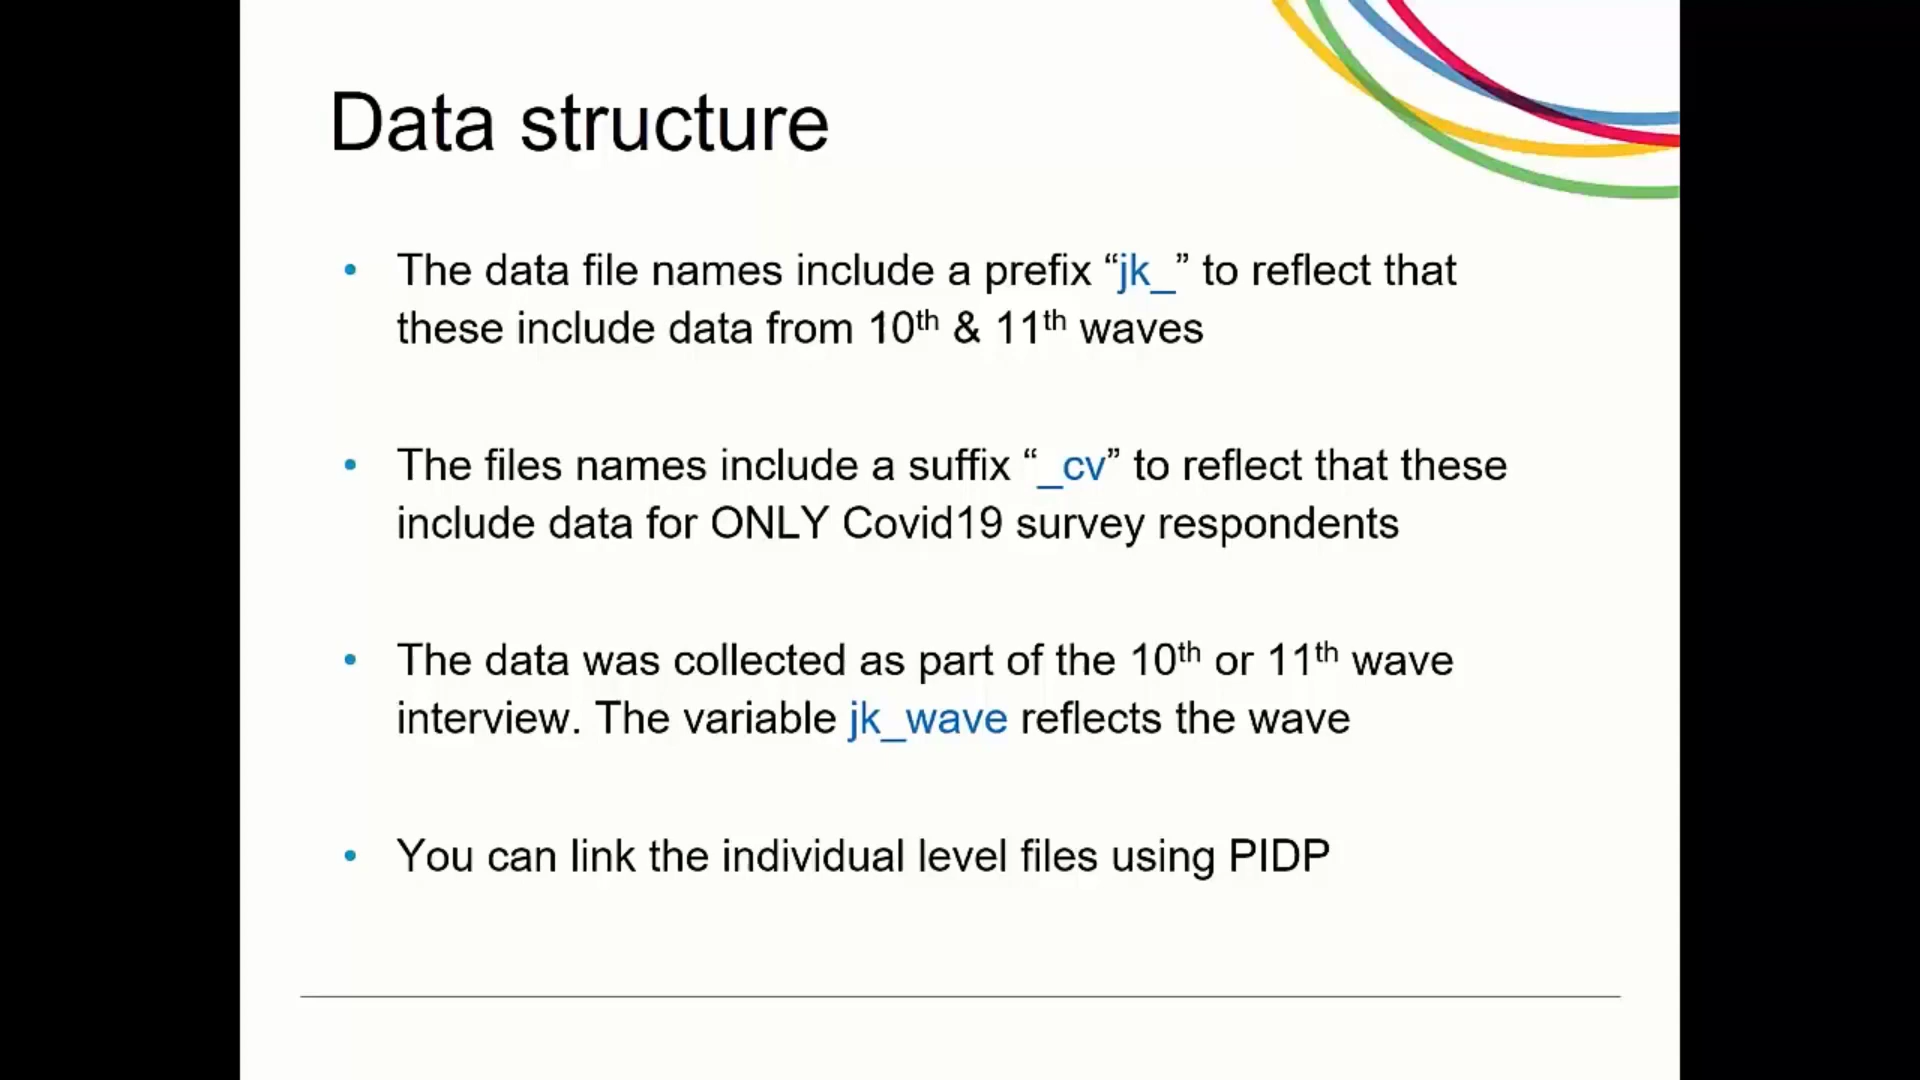 Data structure
• The data file names include a prefix “jk_” to reflect that
these include data from 10th & 11th waves
• The files names include a suffix “_cv” to reflect that these
include data for ONLY Covid19 survey respondents
• The data was collected as part of the 10th or 11th wave
interview. The variable jk_wave reflects the wave
• You can link the individual level files using PIDP